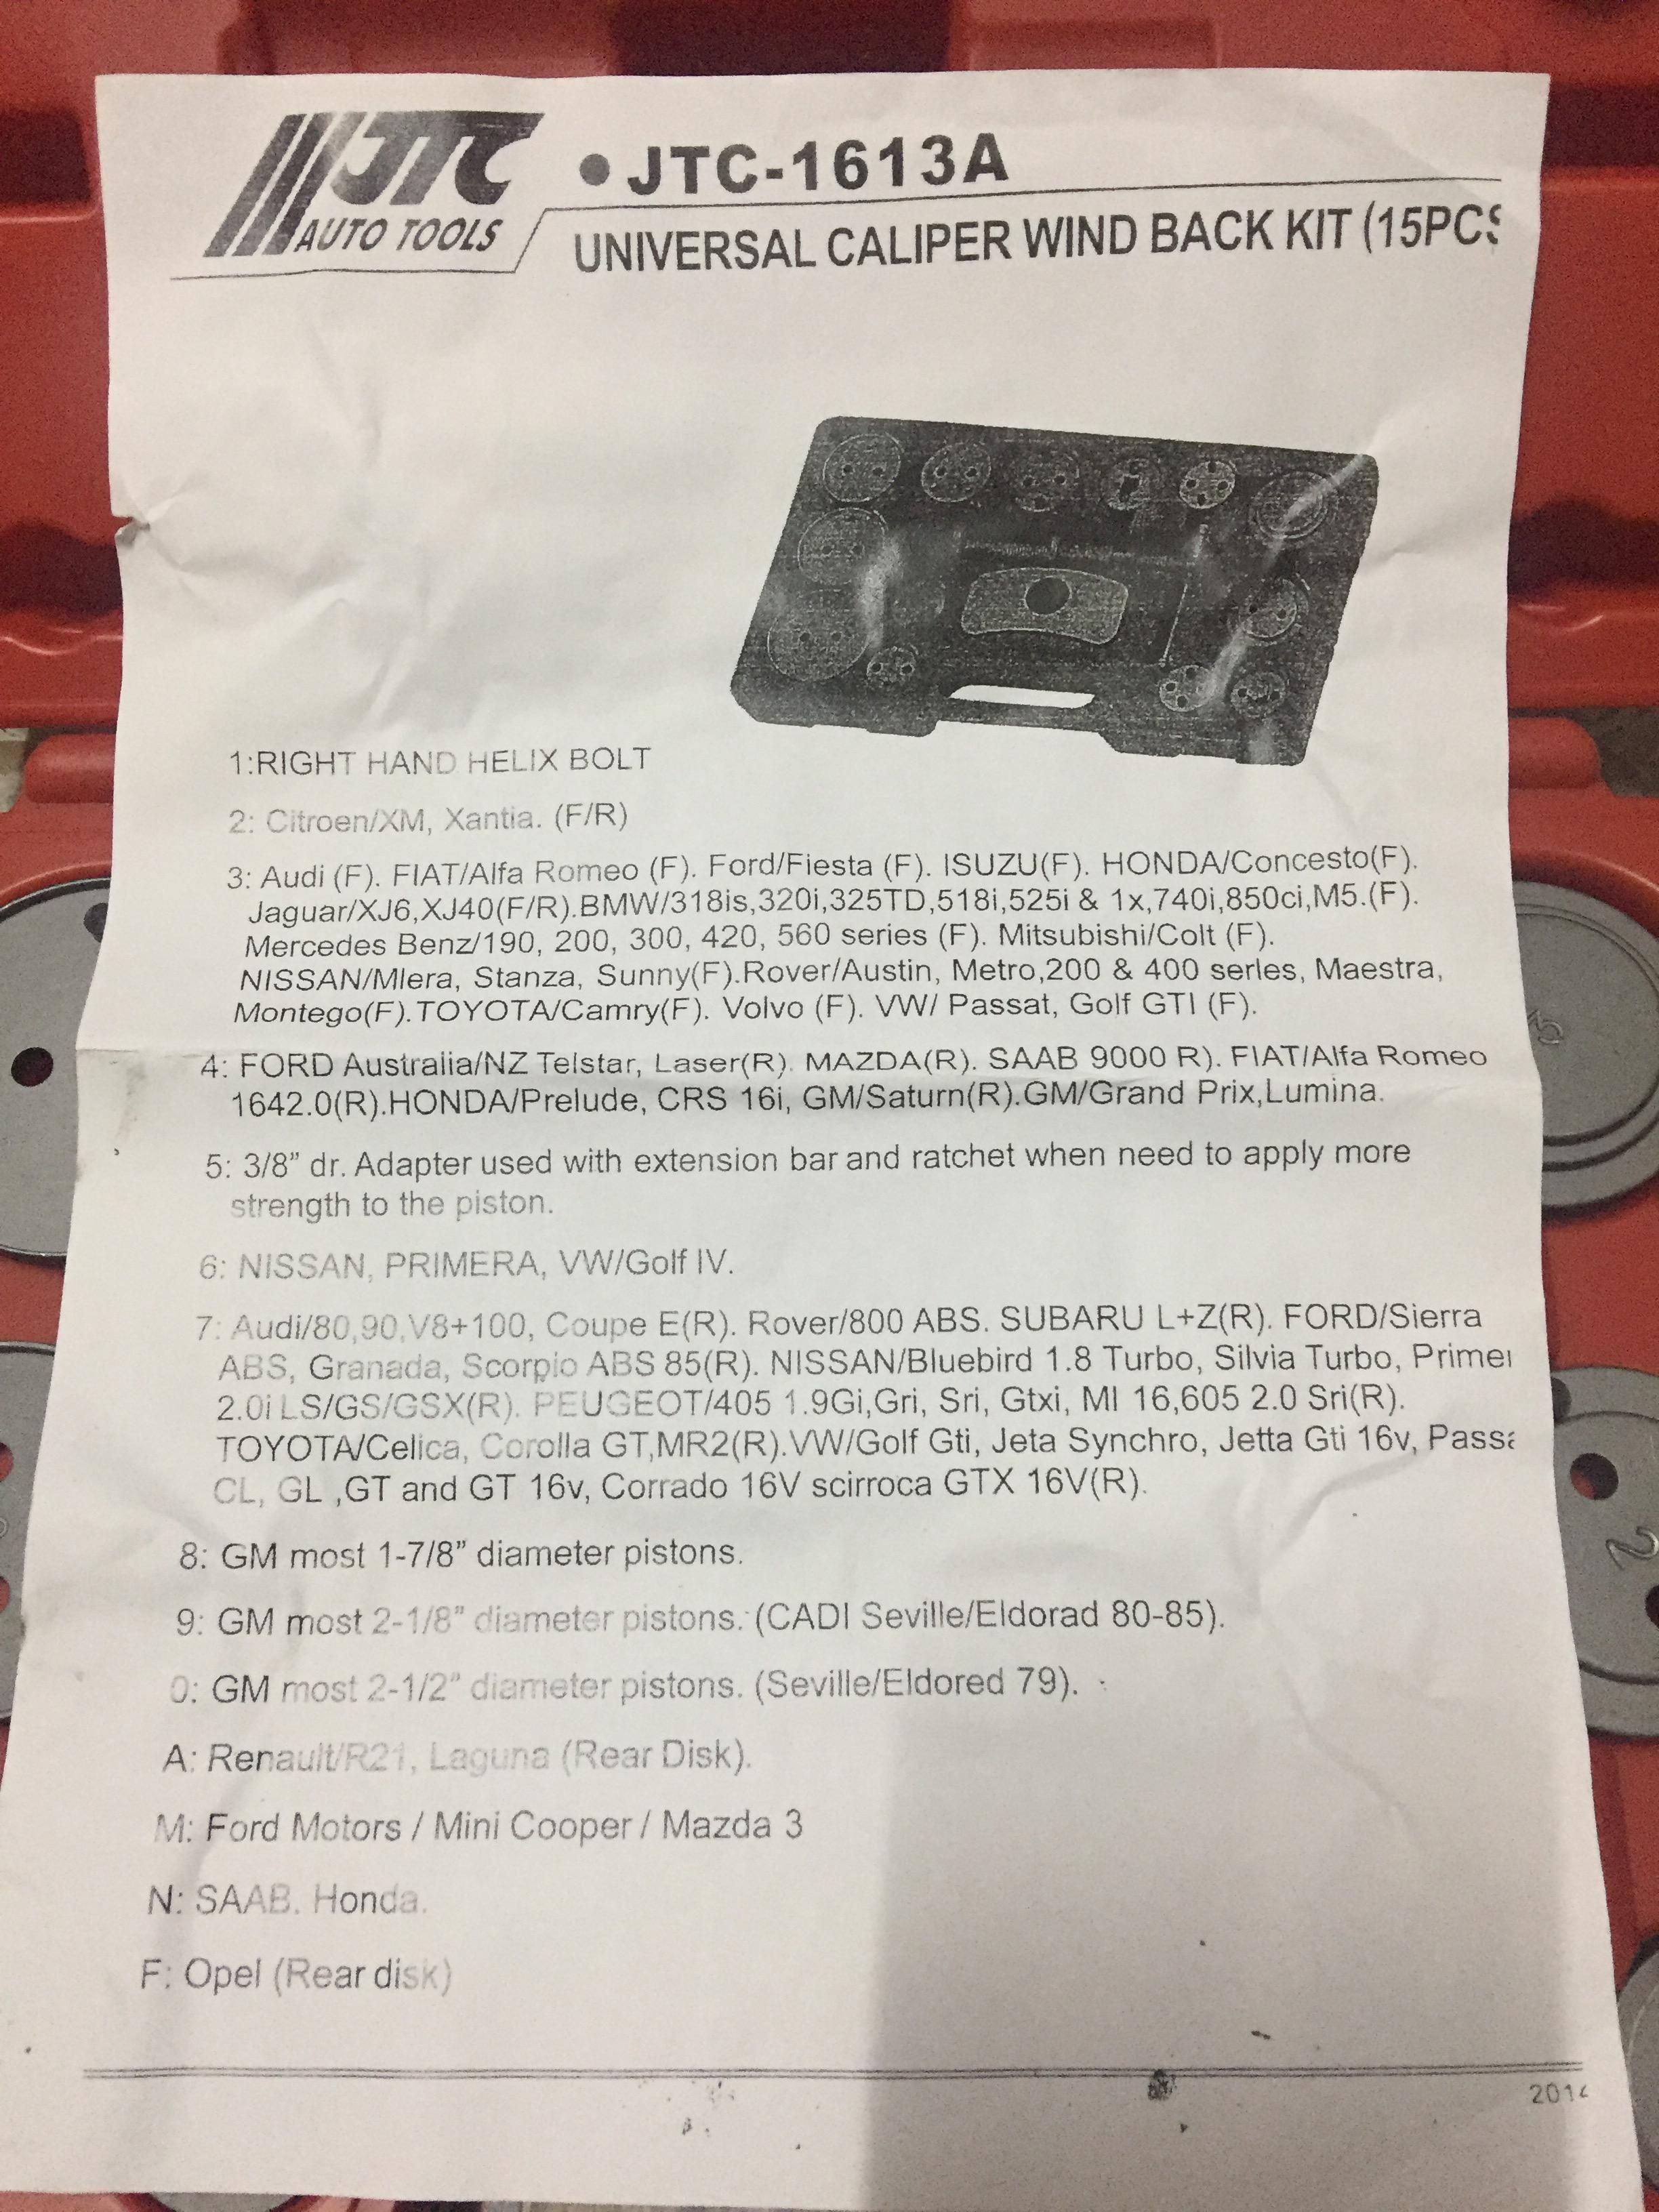 JTC
AUTO TOOLS
● JTC-1613A
UNIVERSAL CALIPER WIND BACK KIT (15PCS
1:RIGHT HAND HELIX BOLT
2: Citroen/XM, Xantia. (F/R)
3: Audi (F). FIAT/Alfa Romeo (F). Ford/Fiesta (F). ISUZU(F). HONDA/Concesto(F).
Jaguar/XJ6,XJ40(F/R).BMW/318is,320i,325TD,518i,525i & 1x,740i,850ci,M5.(F).
Mercedes Benz/190, 200, 300, 420, 560 series (F). Mitsubishi/Colt (F).
NISSAN/Mlera, Stanza, Sunny(F).Rover/Austin, Metro,200 & 400 serles, Maestra,
Montego(F).TOYOTA/Camry(F). Volvo (F). VW/ Passat, Golf GTI (F).
4: FORD Australia/NZ Telstar, Laser(R). MAZDA(R). SAAB 9000 R). FIAT/Alfa Romeo
1642.0(R).HONDA/Prelude, CRS 16i, GM/Saturn(R).GM/Grand Prix,Lumina.
5: 3/8” dr. Adapter used with extension bar and ratchet when need to apply more
strength to the piston.
6: NISSAN, PRIMERA, VW/Golf IV.
7: Audi/80,90,V8+100, Coupe E(R). Rover/800 ABS. SUBARU L+Z(R). FORD/Sierra
ABS, Granada, Scorpio ABS 85(R). NISSAN/Bluebird 1.8 Turbo, Silvia Turbo, Primer
2.0i LS/GS/GSX(R). PEUGEOT/405 1.9Gi,Gri, Sri, Gtxi, MI 16,605 2.0 Sri(R).
TOYOTA/Celica, Corolla GT,MR2(R).VW/Golf Gti, Jeta Synchro, Jetta Gti 16v, Passa
CL, GL ,GT and GT 16v, Corrado 16V scirroca GTX 16V(R).
8: GM most 1-7/8” diameter pistons.
9: GM most 2-1/8” diameter pistons. (CADI Seville/Eldorad 80-85).
0: GM most 2-1/2” diameter pistons. (Seville/Eldored 79).
A: Renault/R21, Laguna (Rear Disk).
M: Ford Motors / Mini Cooper / Mazda 3
N: SAAB. Honda.
F: Opel (Rear disk)
201
2